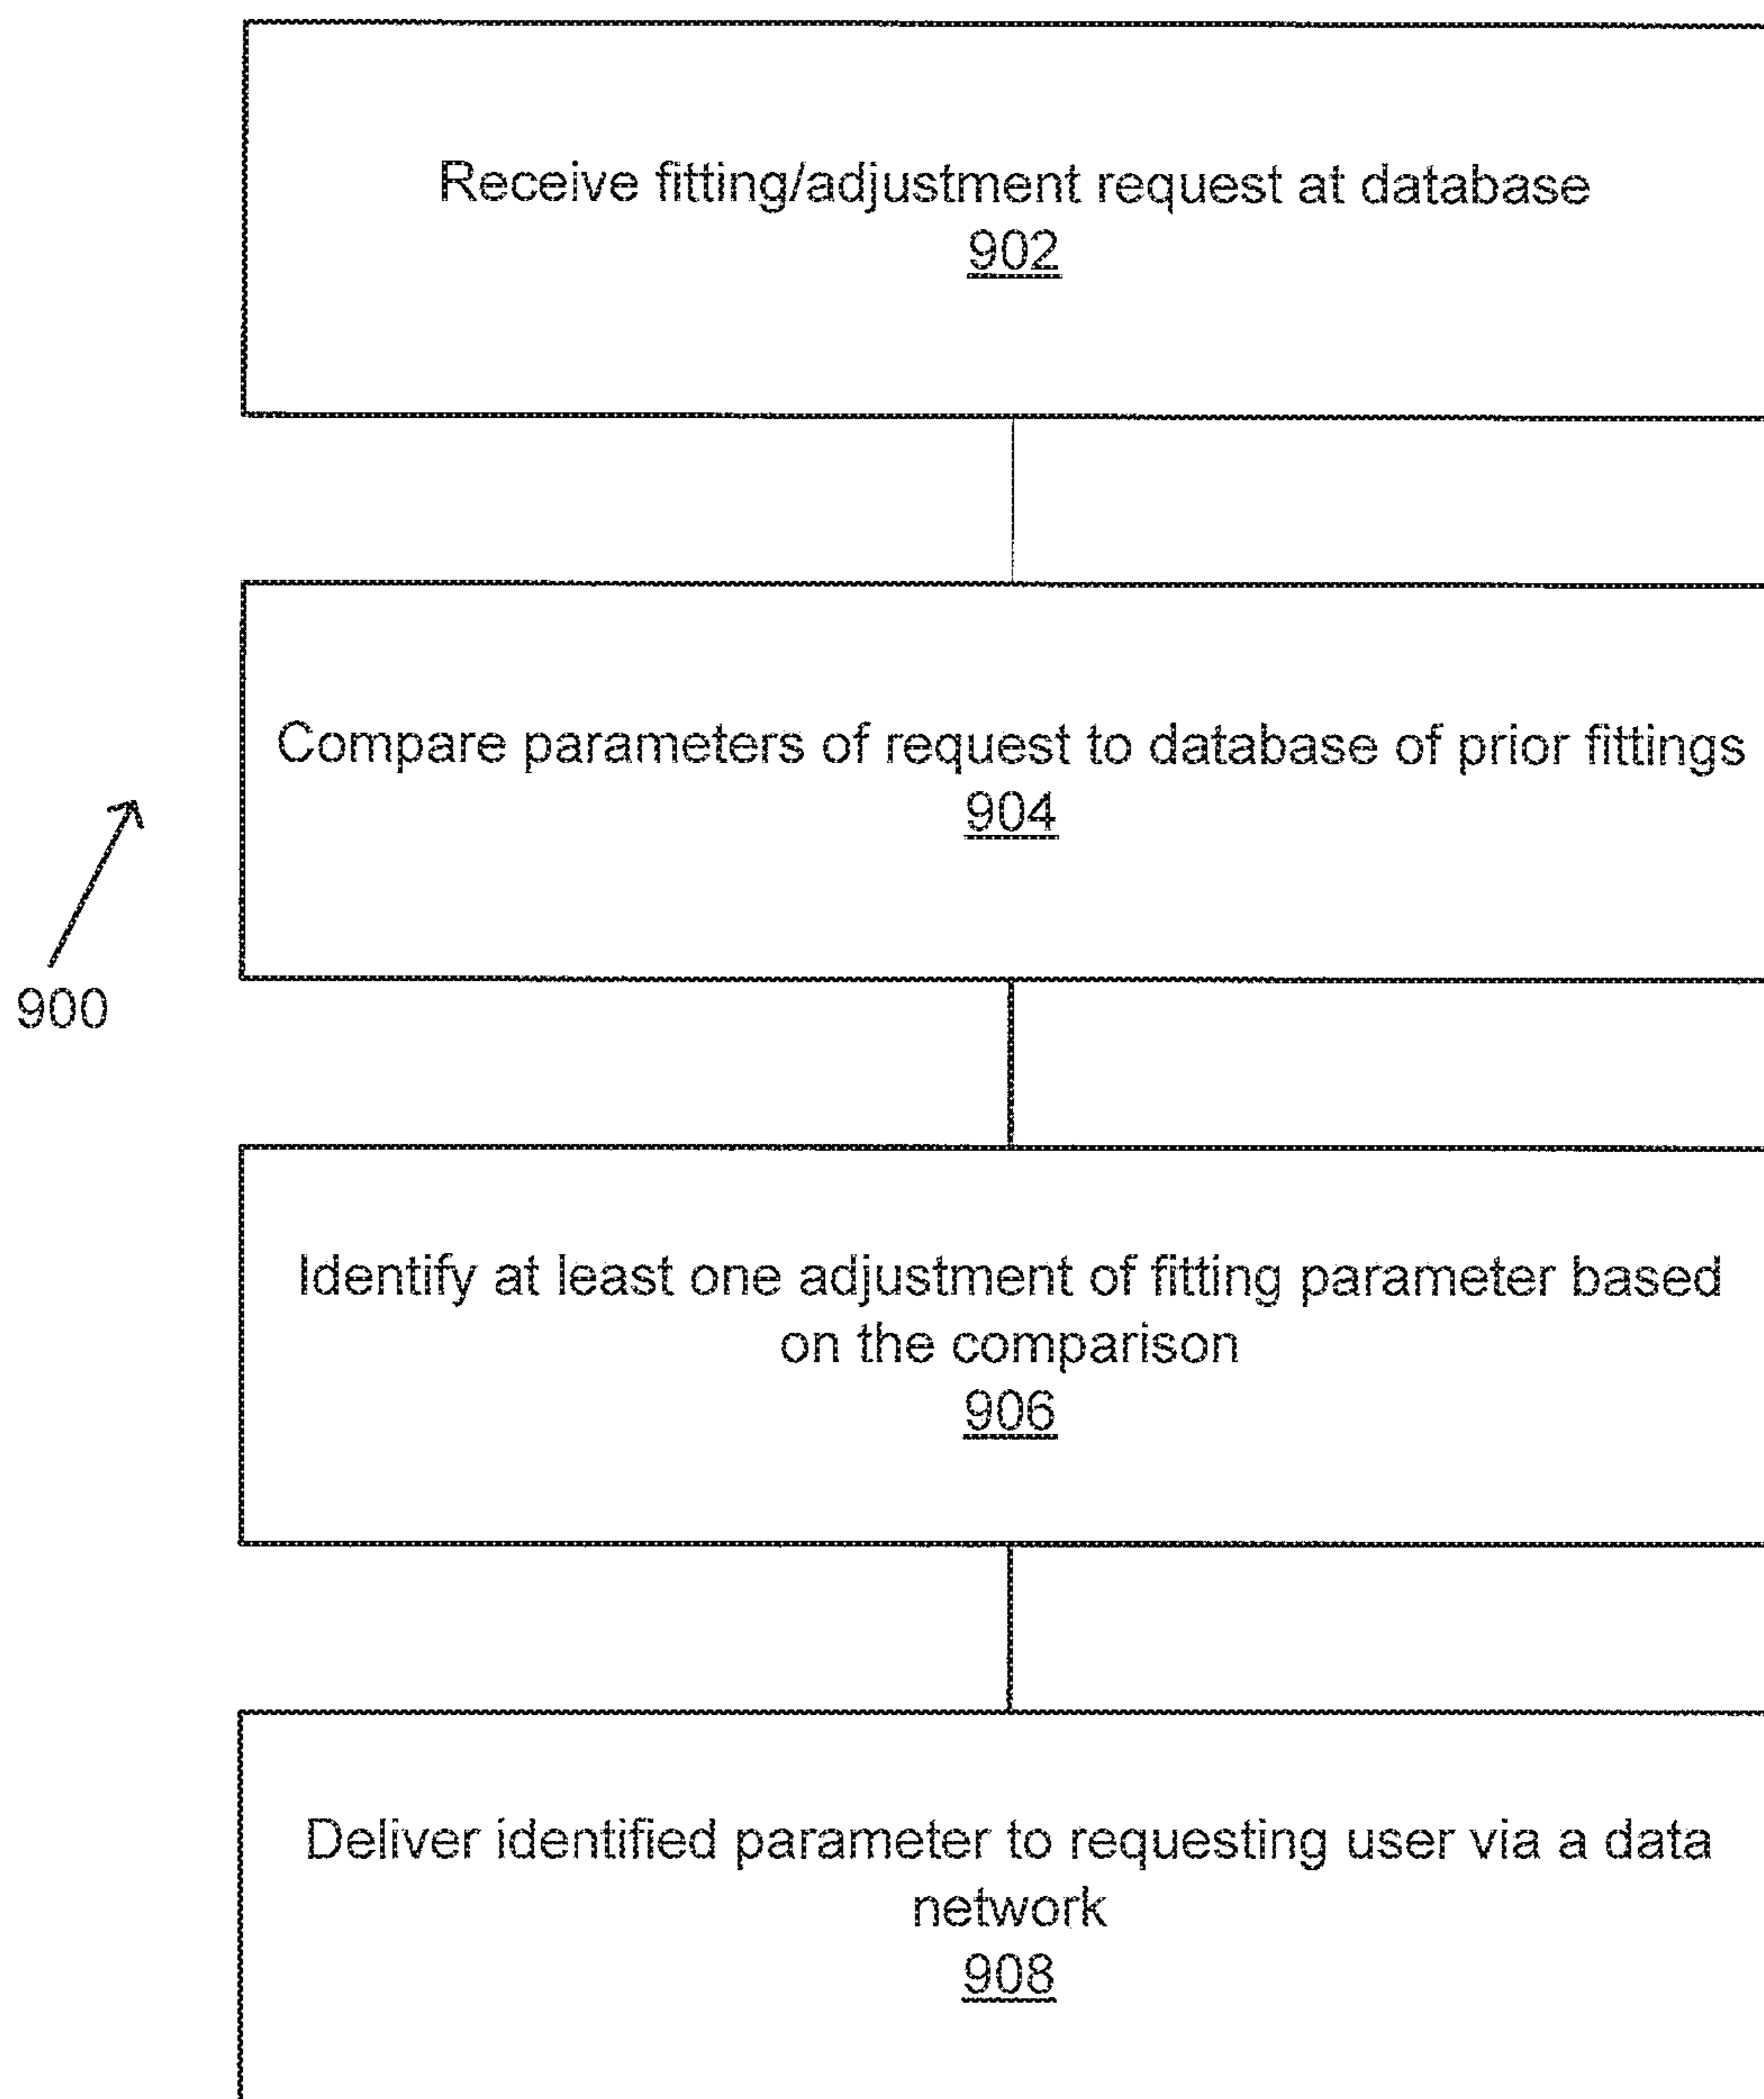 Receive fitting/adjustment request at database
902
Compare parameters of request to database of prior fittings
904
900
Identify at least one adjustment of fitting parameter based
on the comparison
906
Deliver identified parameter to requesting user via a data
network
908